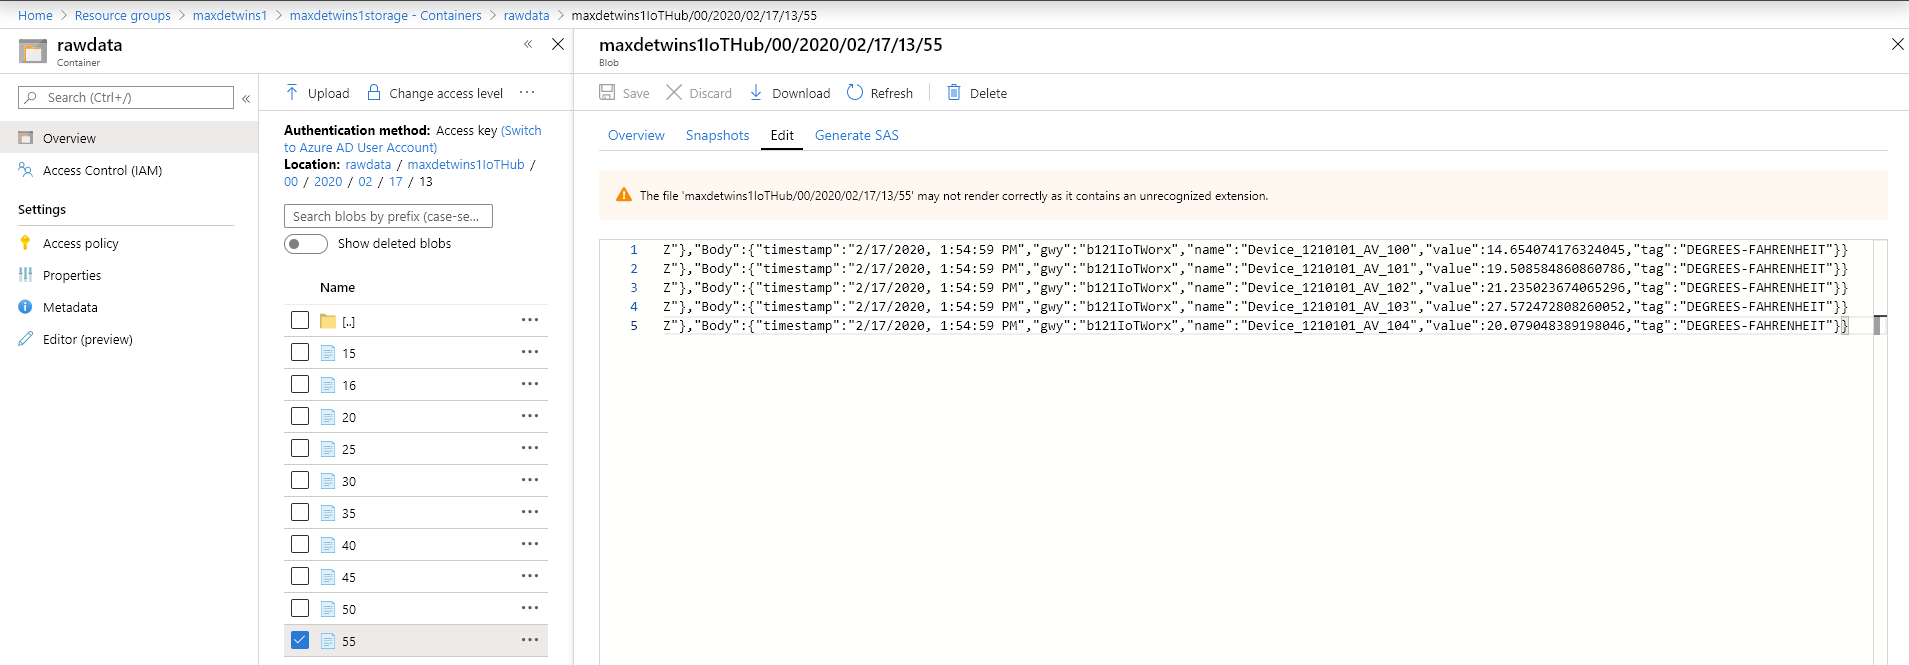 Home > Resource groups > maxdetwins1 > maxdetwins1storage - Containers > rawdata > maxdetwins1IoTHub/00/2020/02/17/13/55
rawdata
Container
Search (Ctrl+/)
Overview
Access Control (IAM)
Settings
Access policy
Properties
Metadata
Editor (preview)
Upload Change access level ...
Authentication method: Access key (Switch
to Azure AD User Account)
Location: rawdata / maxdetwins1IoTHub /
00 / 2020 / 02 / 17 / 13
Search blobs by prefix (case-se...
Show deleted blobs
Name
[..]
15
16
20
25
30
35
40
45
50
55
maxdetwins1IoTHub/00/2020/02/17/13/55
Blob
Save Discard Download Refresh Delete
Overview Snapshots Edit Generate SAS
The file 'maxdetwins1IoTHub/00/2020/02/17/13/55' may not render correctly as it contains an unrecognized extension.
1 Z"},"Body":{"timestamp":"2/17/2020, 1:54:59 PM","gwy":"b121IoTWorx","name":"Device_1210101_AV_100","value":14.654074176324045,"tag":"DEGREES-FAHRENHEIT"}}
2 Z"},"Body":{"timestamp":"2/17/2020, 1:54:59 PM","gwy":"b121IoTWorx","name":"Device_1210101_AV_101","value":19.508584860860786,"tag":"DEGREES-FAHRENHEIT"}}
3 Z"},"Body":{"timestamp":"2/17/2020, 1:54:59 PM","gwy":"b121IoTWorx","name":"Device_1210101_AV_102","value":21.235023674065296,"tag":"DEGREES-FAHRENHEIT"}}
4 Z"},"Body":{"timestamp":"2/17/2020, 1:54:59 PM","gwy":"b121IoTWorx","name":"Device_1210101_AV_103","value":27.572472808260052,"tag":"DEGREES-FAHRENHEIT"}}
5 Z"},"Body":{"timestamp":"2/17/2020, 1:54:59 PM","gwy":"b121IoTWorx","name":"Device_1210101_AV_104","value":20.079048389198046,"tag":"DEGREES-FAHRENHEIT"}}